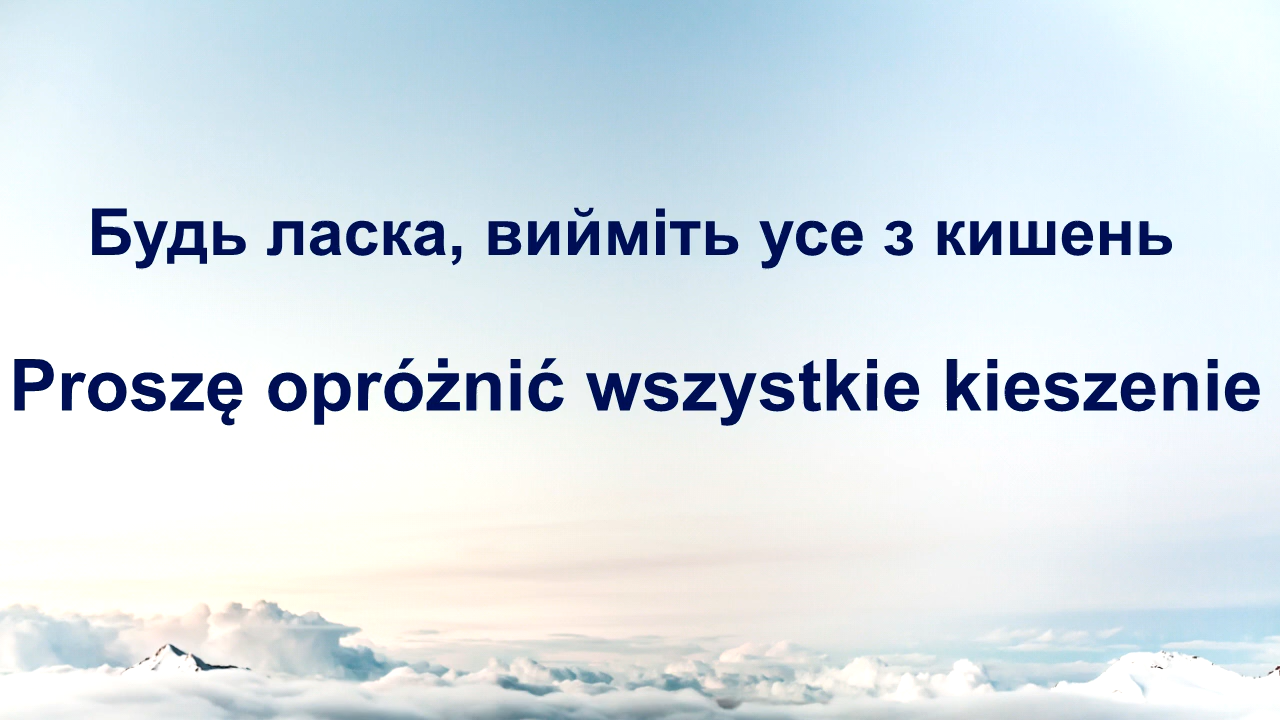 Будь ласка, вийміть усе з кишень
Proszę opróżnić wszystkie kieszenie